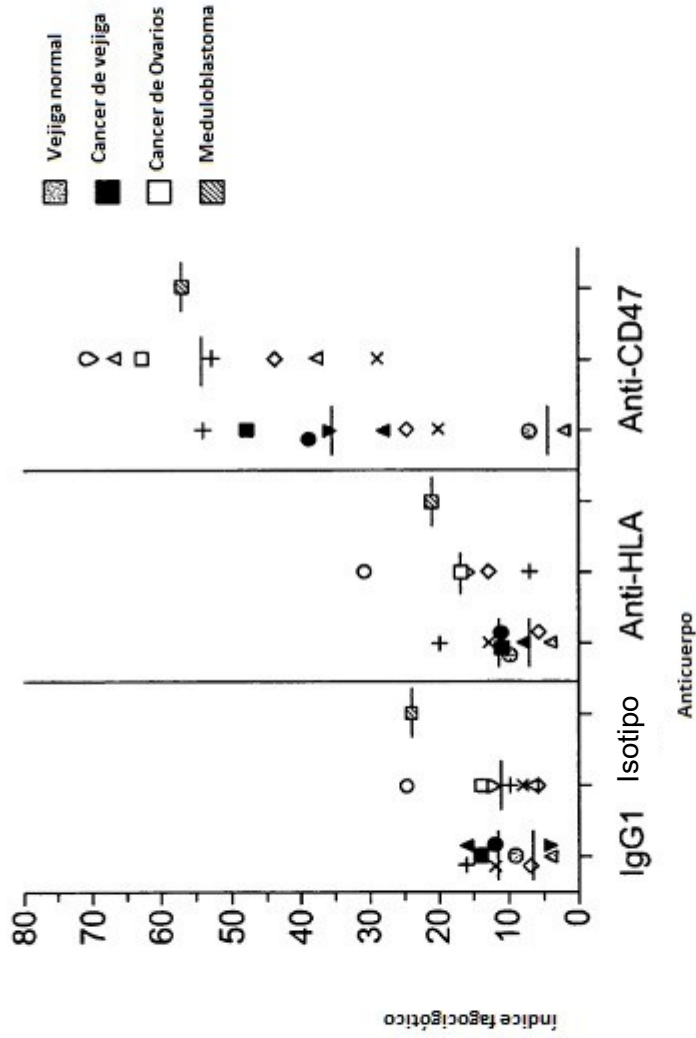 Vejiga normal
Cancer de vejiga
Cancer de Ovarios
Meduloblastoma
Índice fagocigótico
80
70
60
50
40
30
20
10
0
IgG1 Isotipo
Anti-HLA
Anti-CD47
Anticuerpo